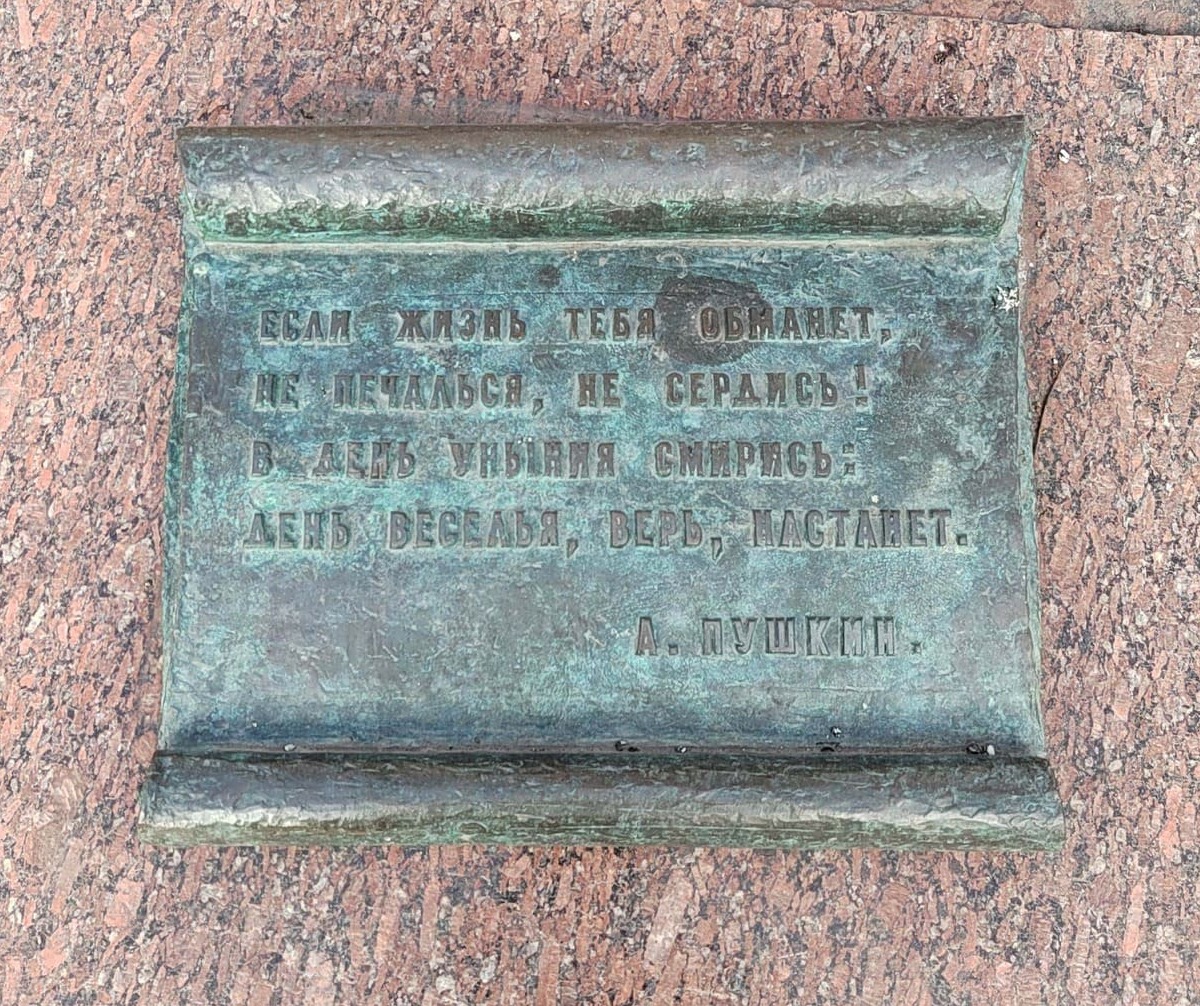 ЕСЛИ ЖИЗНЬ ТЕБЯ ОБМАНЕТ,
НЕ ПЕЧАЛЬСЯ, НЕ СЕРДИСЬ!
В ДЕНЬ УНЫНИЯ СМИРИСЬ:
ДЕНЬ ВЕСЕЛЬЯ, ВЕРЬ, НАСТАНЕТ.
А. ПУШКИН.